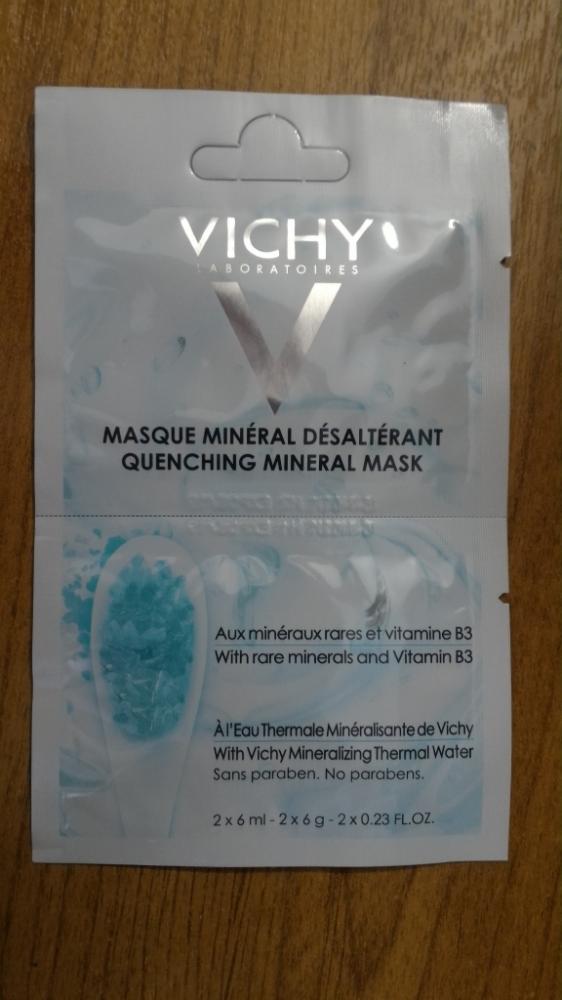 VICHY
LABORATOIRES
V
MASQUE MINÉRAL DÉSALTÉRANT
QUENCHING MINERAL MASK
Aux minéraux rares et vitamine B3
With rare minerals and Vitamin B3
À l'Eau Thermale Minéralisante de Vichy
With Vichy Mineralizing Thermal Water
Sans paraben. No parabens.
2 x 6 ml - 2 x 6 g - 2 x 0.23 FL.OZ.